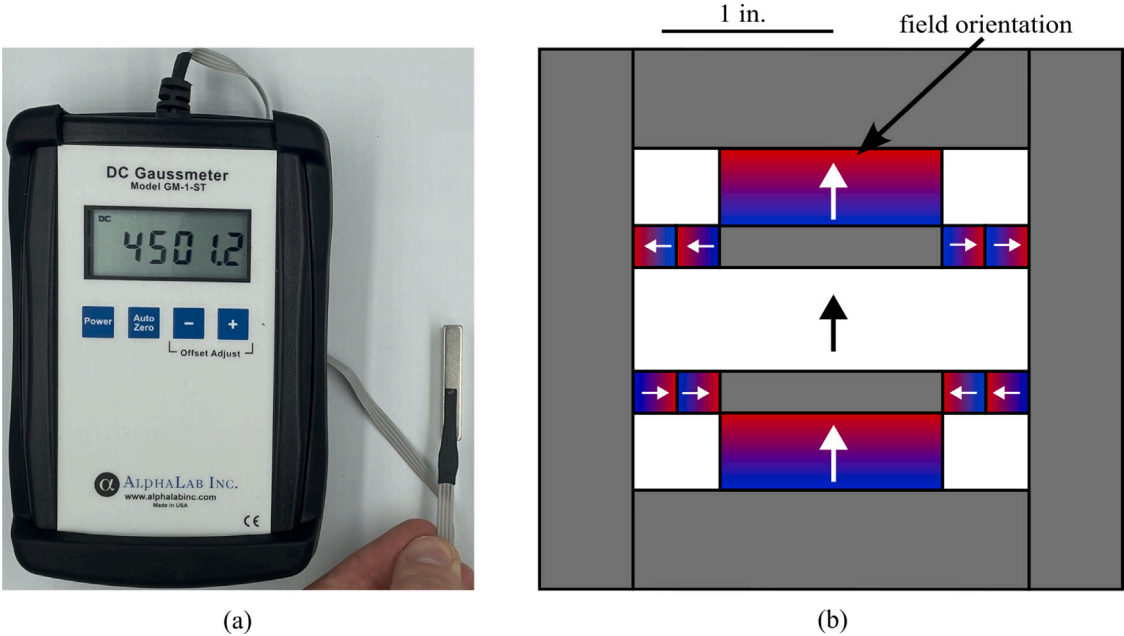 DC Gaussmeter
Model GM-1-ST
DC
4501.2
Power
Auto
Zero
−
+
Offset Adjust
α ALPHALAB INC.
www.alphalabinc.com
Made in USA
CE
(a)
1 in.
field orientation
(b)